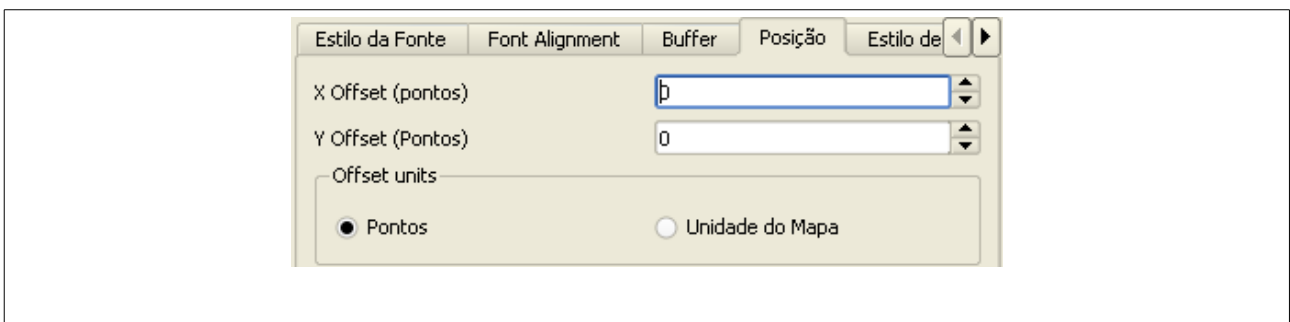 Estilo da Fonte Font Alignment Buffer Posição Estilo de
X Offset (pontos) 0
Y Offset (Pontos) 0
Offset units
Pontos Unidade do Mapa